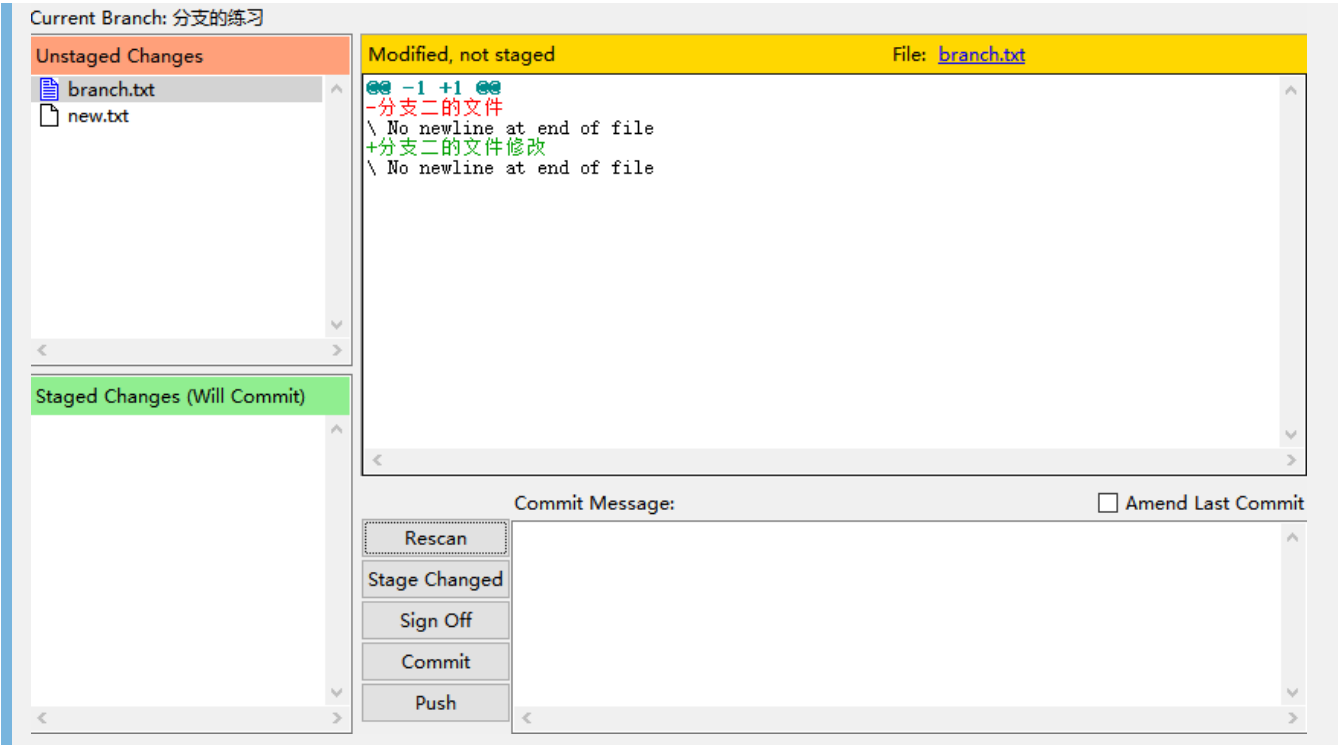 Current Branch: 分支的练习
Unstaged Changes
branch.txt
new.txt
Staged Changes (Will Commit)
Modified, not staged File: branch.txt
@@ -1 +1 @@
-分支二的文件
\ No newline at end of file
+分支二的文件修改
\ No newline at end of file
Commit Message: Amend Last Commit
Rescan
Stage Changed
Sign Off
Commit
Push